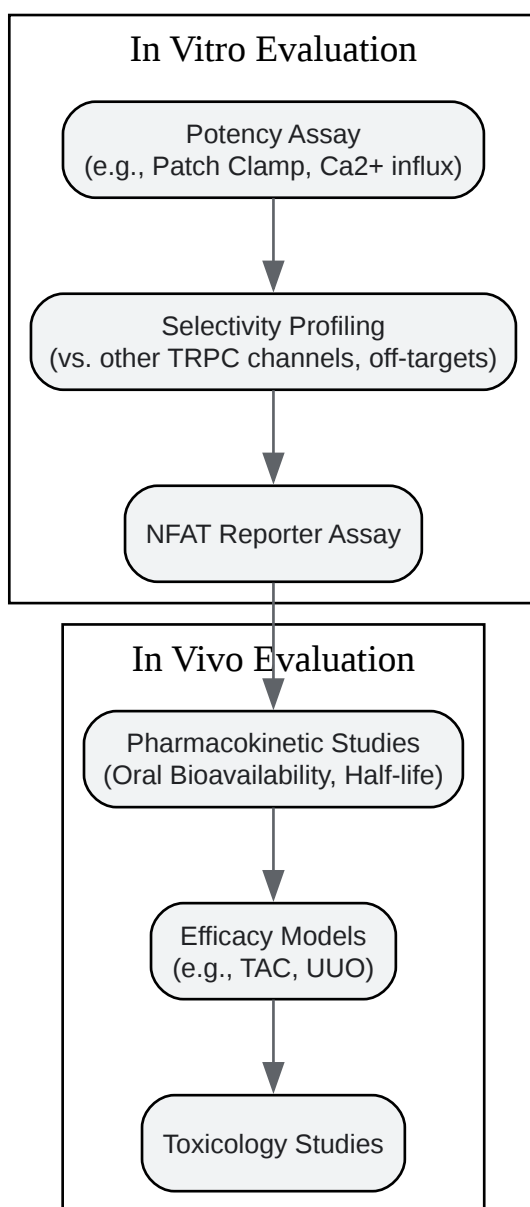 In Vitro Evaluation
Potency Assay
(e.g., Patch Clamp, Ca2+ influx)
Selectivity Profiling
(vs. other TRPC channels, off-targets)
NFAT Reporter Assay
In Vivo Evaluation
Pharmacokinetic Studies
(Oral Bioavailability, Half-life)
Efficacy Models
(e.g., TAC, UUO)
Toxicology Studies